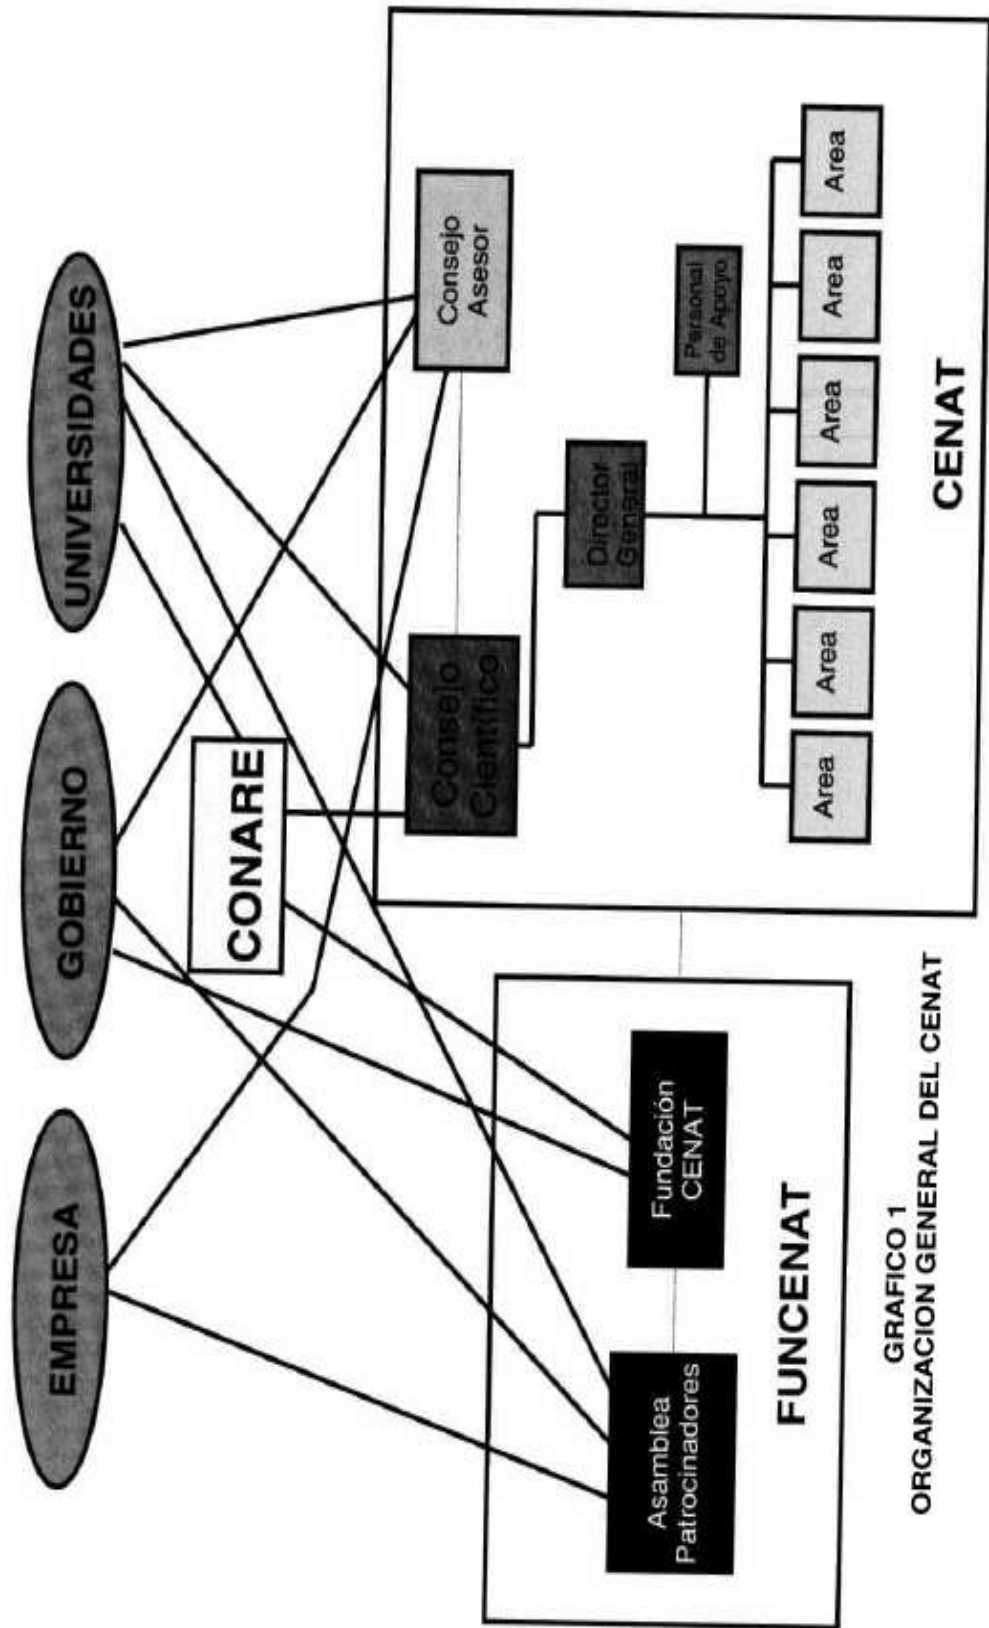 EMPRESA
GOBIERNO
UNIVERSIDADES
CONARE
Consejo
Científico
Consejo
Asesor
Director
General
Personal
de Apoyo
Area
Area
Area
Area
Area
Area
CENAT
Asamblea
Patrocinadores
Fundación
CENAT
FUNCENAT
GRAFICO 1
ORGANIZACION GENERAL DEL CENAT